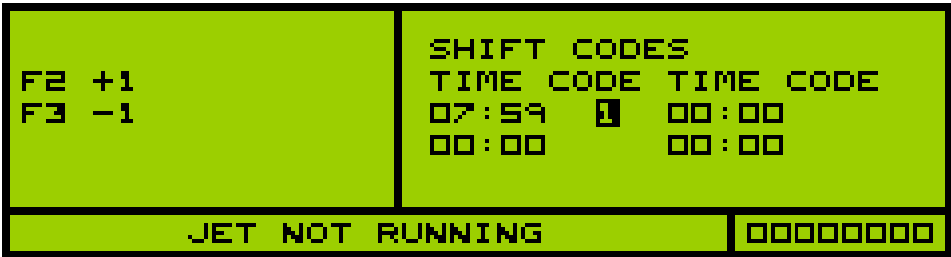 F2 +1
F3 -1
SHIFT CODES
TIME CODE TIME CODE
07:59 1 00:00
00:00 00:00
JET NOT RUNNING
00000000